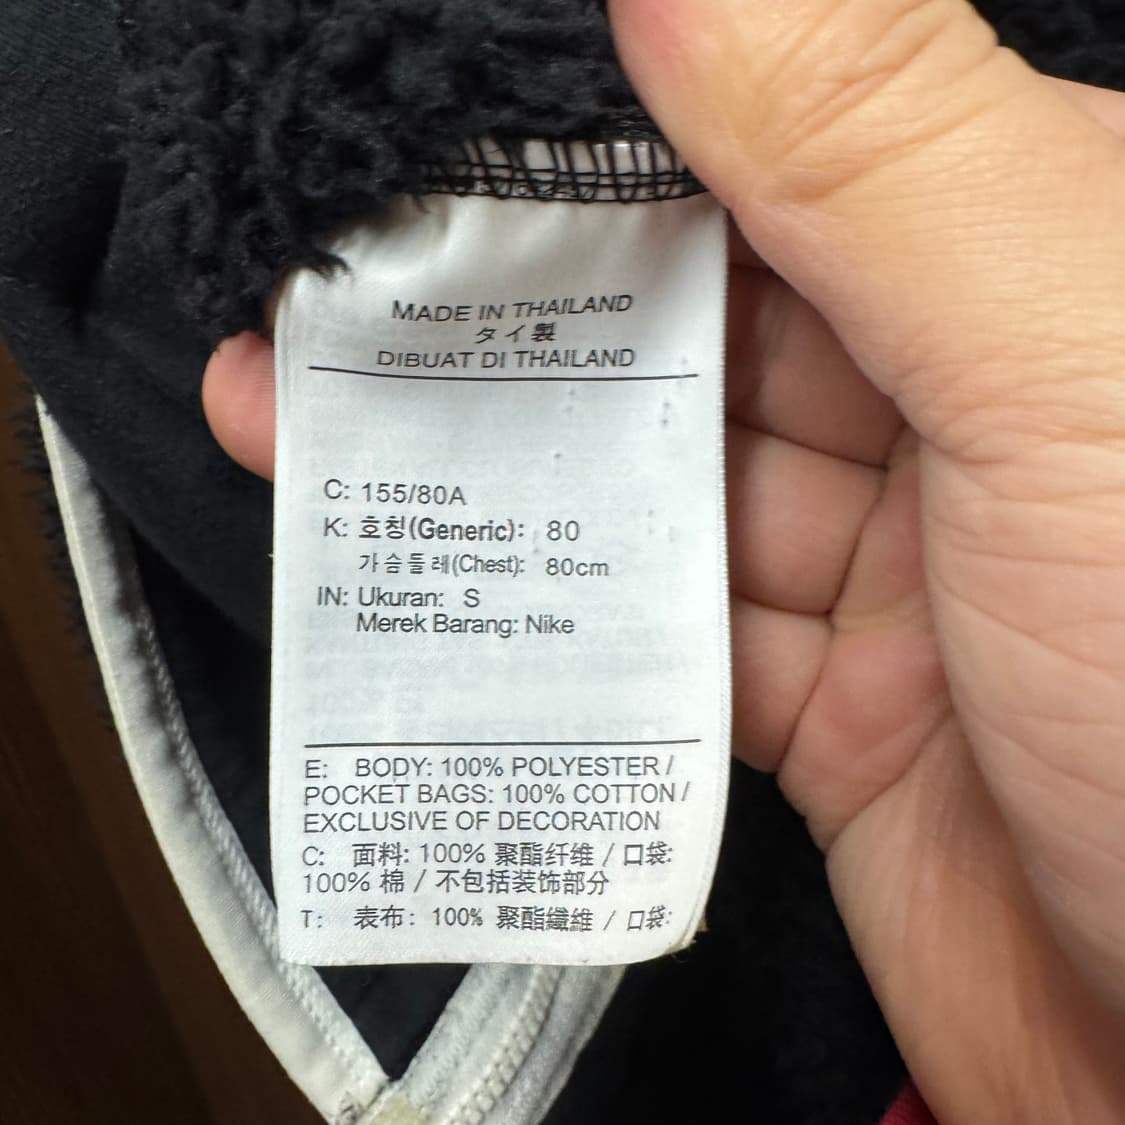 MADE IN THAILAND
タイ製
DIBUAT DI THAILAND
C: 155/80A
K: 호칭(Generic): 80
가슴둘레(Chest): 80cm
IN: Ukuran: S
Merek Barang: Nike
E: BODY: 100% POLYESTER /
POCKET BAGS: 100% COTTON /
EXCLUSIVE OF DECORATION
C: 面料: 100% 聚酯纤维 / 口袋:
100% 棉 / 不包括装饰部分
T: 表布: 100% 聚酯纖維 / 口袋: